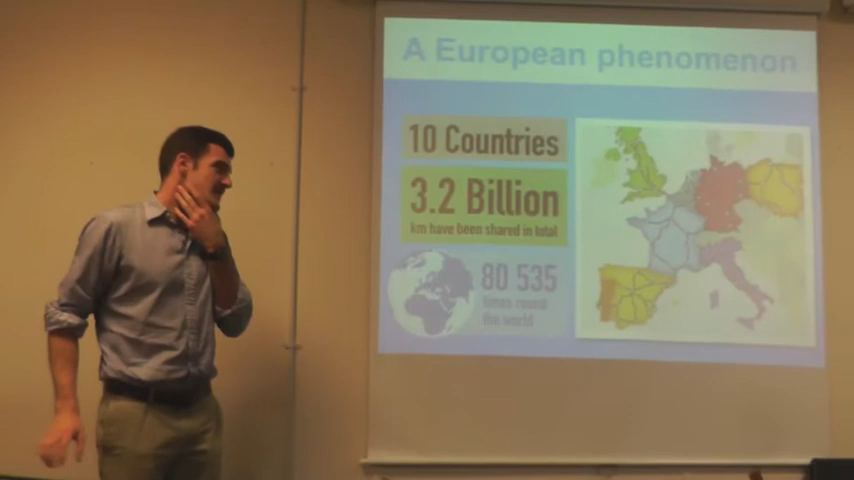 A European phenomenon
10 Countries
3.2 Billion
km have been shared in total
80 535
times round
the world